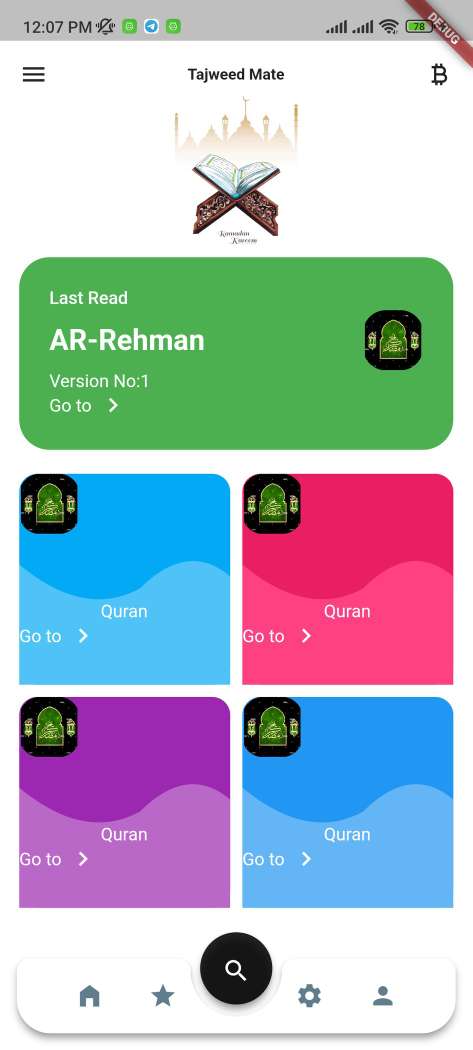 12:07 PM
78
DEBUG
Tajweed Mate
Ramadan
Kareem
Last Read
AR-Rehman
Version No:1
Go to
Quran
Go to
Quran
Go to
Quran
Go to
Quran
Go to